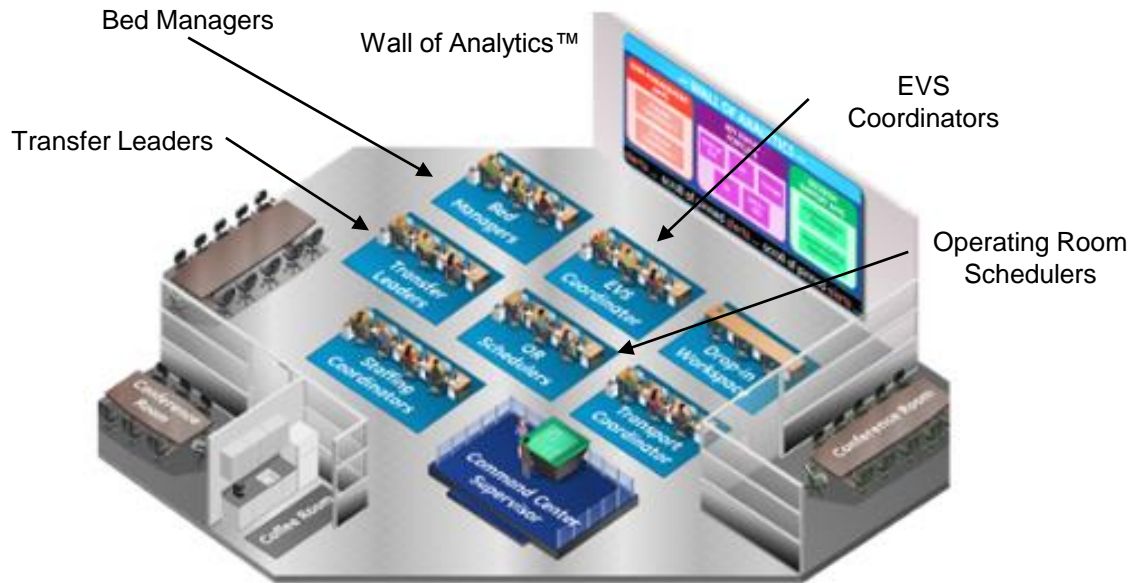 Bed Managers
Wall of Analytics™
EVS
Coordinators
Transfer Leaders
Operating Room
Schedulers
WALL OF ANALYTICS
Bed
Managers
Transfer
Leaders
EVS
Coordinator
Drop-in
Workspace
OR
Schedulers
Staffing
Coordinators
Transport
Coordinator
Conference
Room
Conference Room
Command Center
Supervisor
Coffee Room